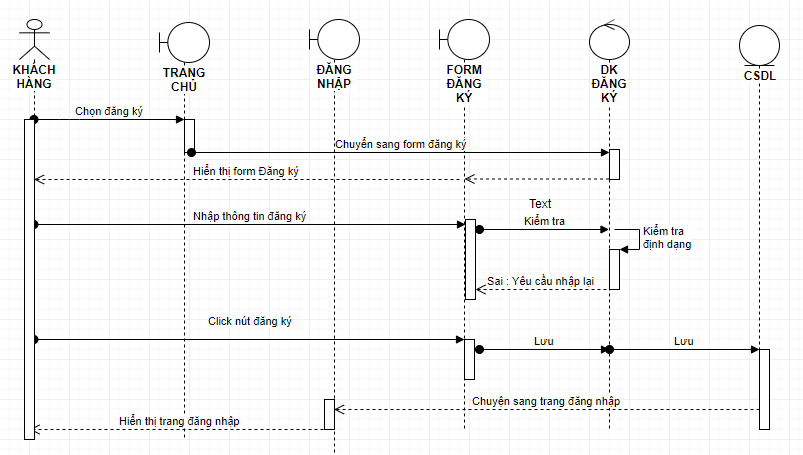 KHÁCH
HÀNG
TRANG
CHỦ
ĐĂNG
NHẬP
FORM
ĐĂNG
KÝ
DK
ĐĂNG
KÝ
CSDL
Chọn đăng ký
Chuyển sang form đăng ký
Hiển thị form Đăng ký
Text
Nhập thông tin đăng ký
Kiểm tra
Kiểm tra
định dạng
Sai : Yêu cầu nhập lại
Click nút đăng ký
Lưu
Lưu
Chuyện sang trang đăng nhập
Hiển thị trang đăng nhập